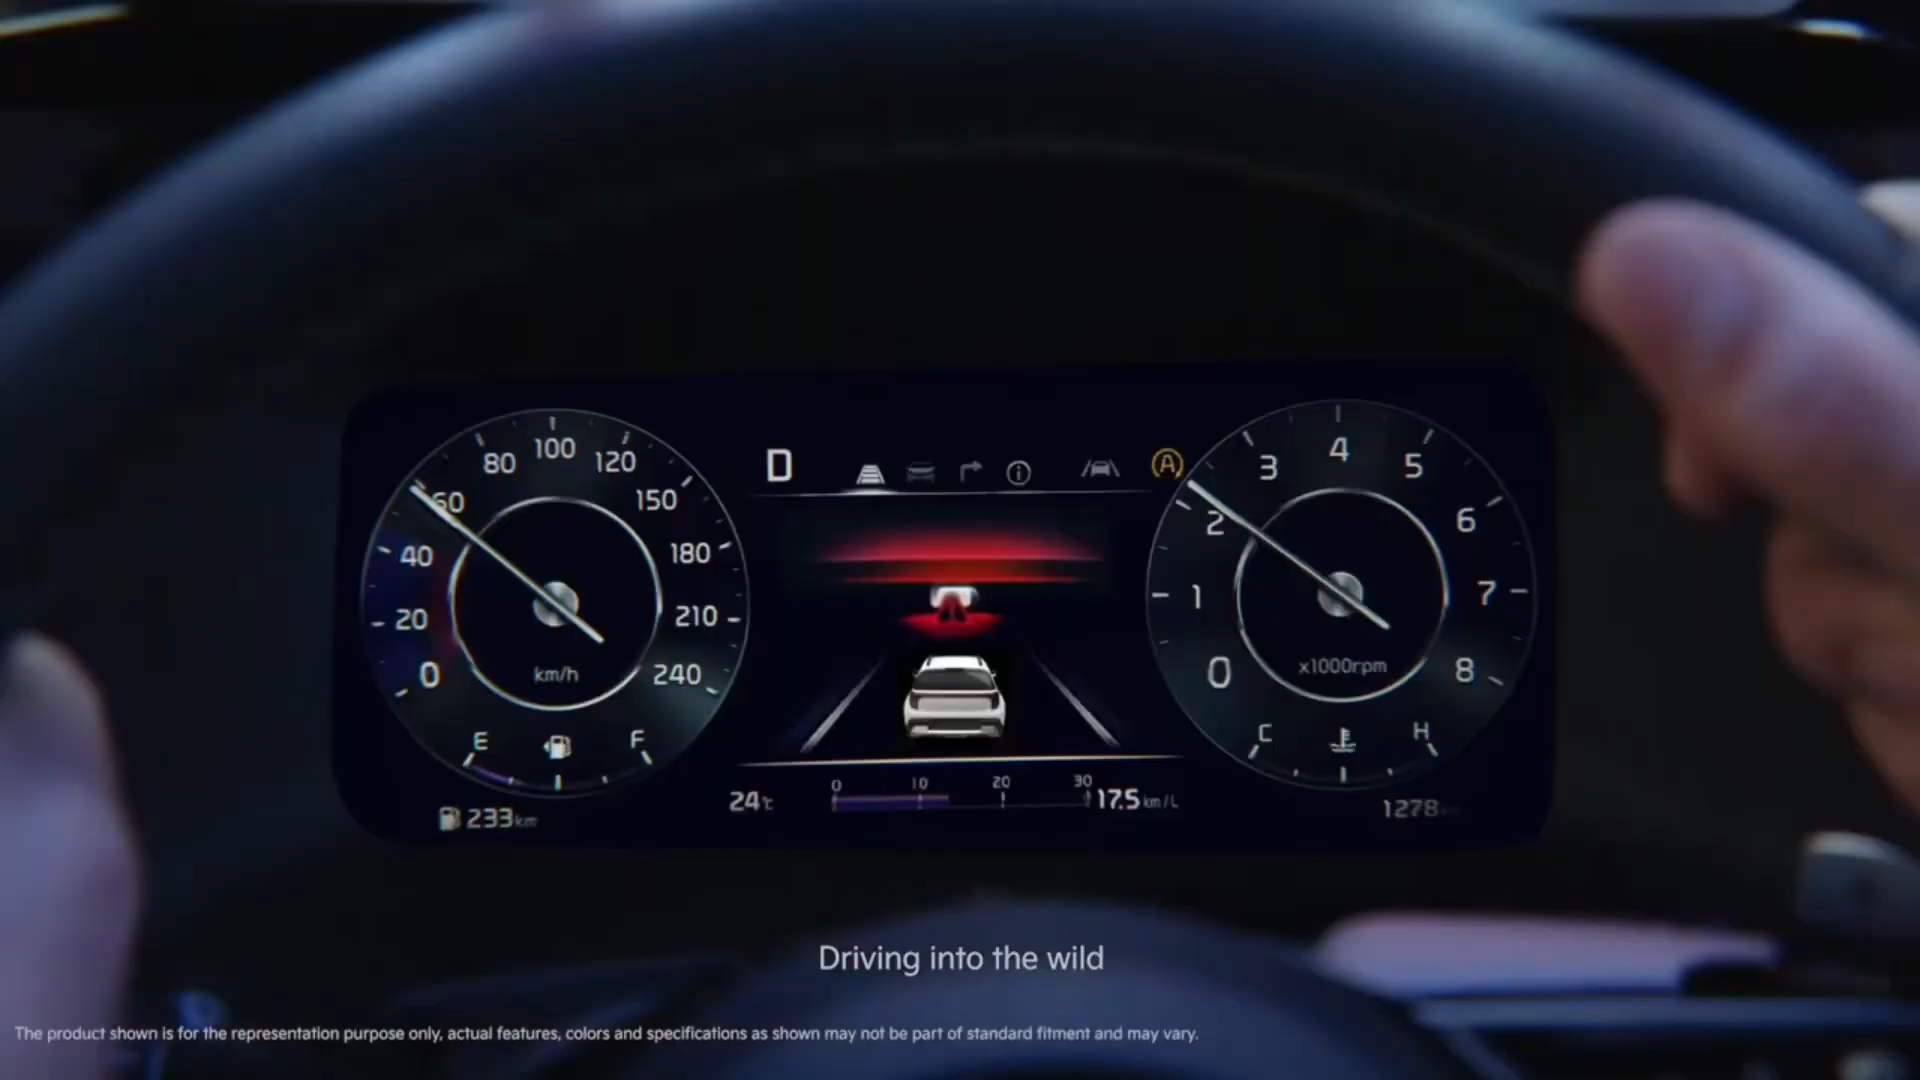 80 100 120
60 150
40 180
20 210
0 km/h 240
E F
233 km
D
A
24°c
0 10 20 30
17.5 km/L
3 4 5
2 6
1 7
0 x1000rpm 8
C H
1278
Driving into the wild
The product shown is for the representation purpose only, actual features, colors and specifications as shown may not be part of standard fitment and may vary.